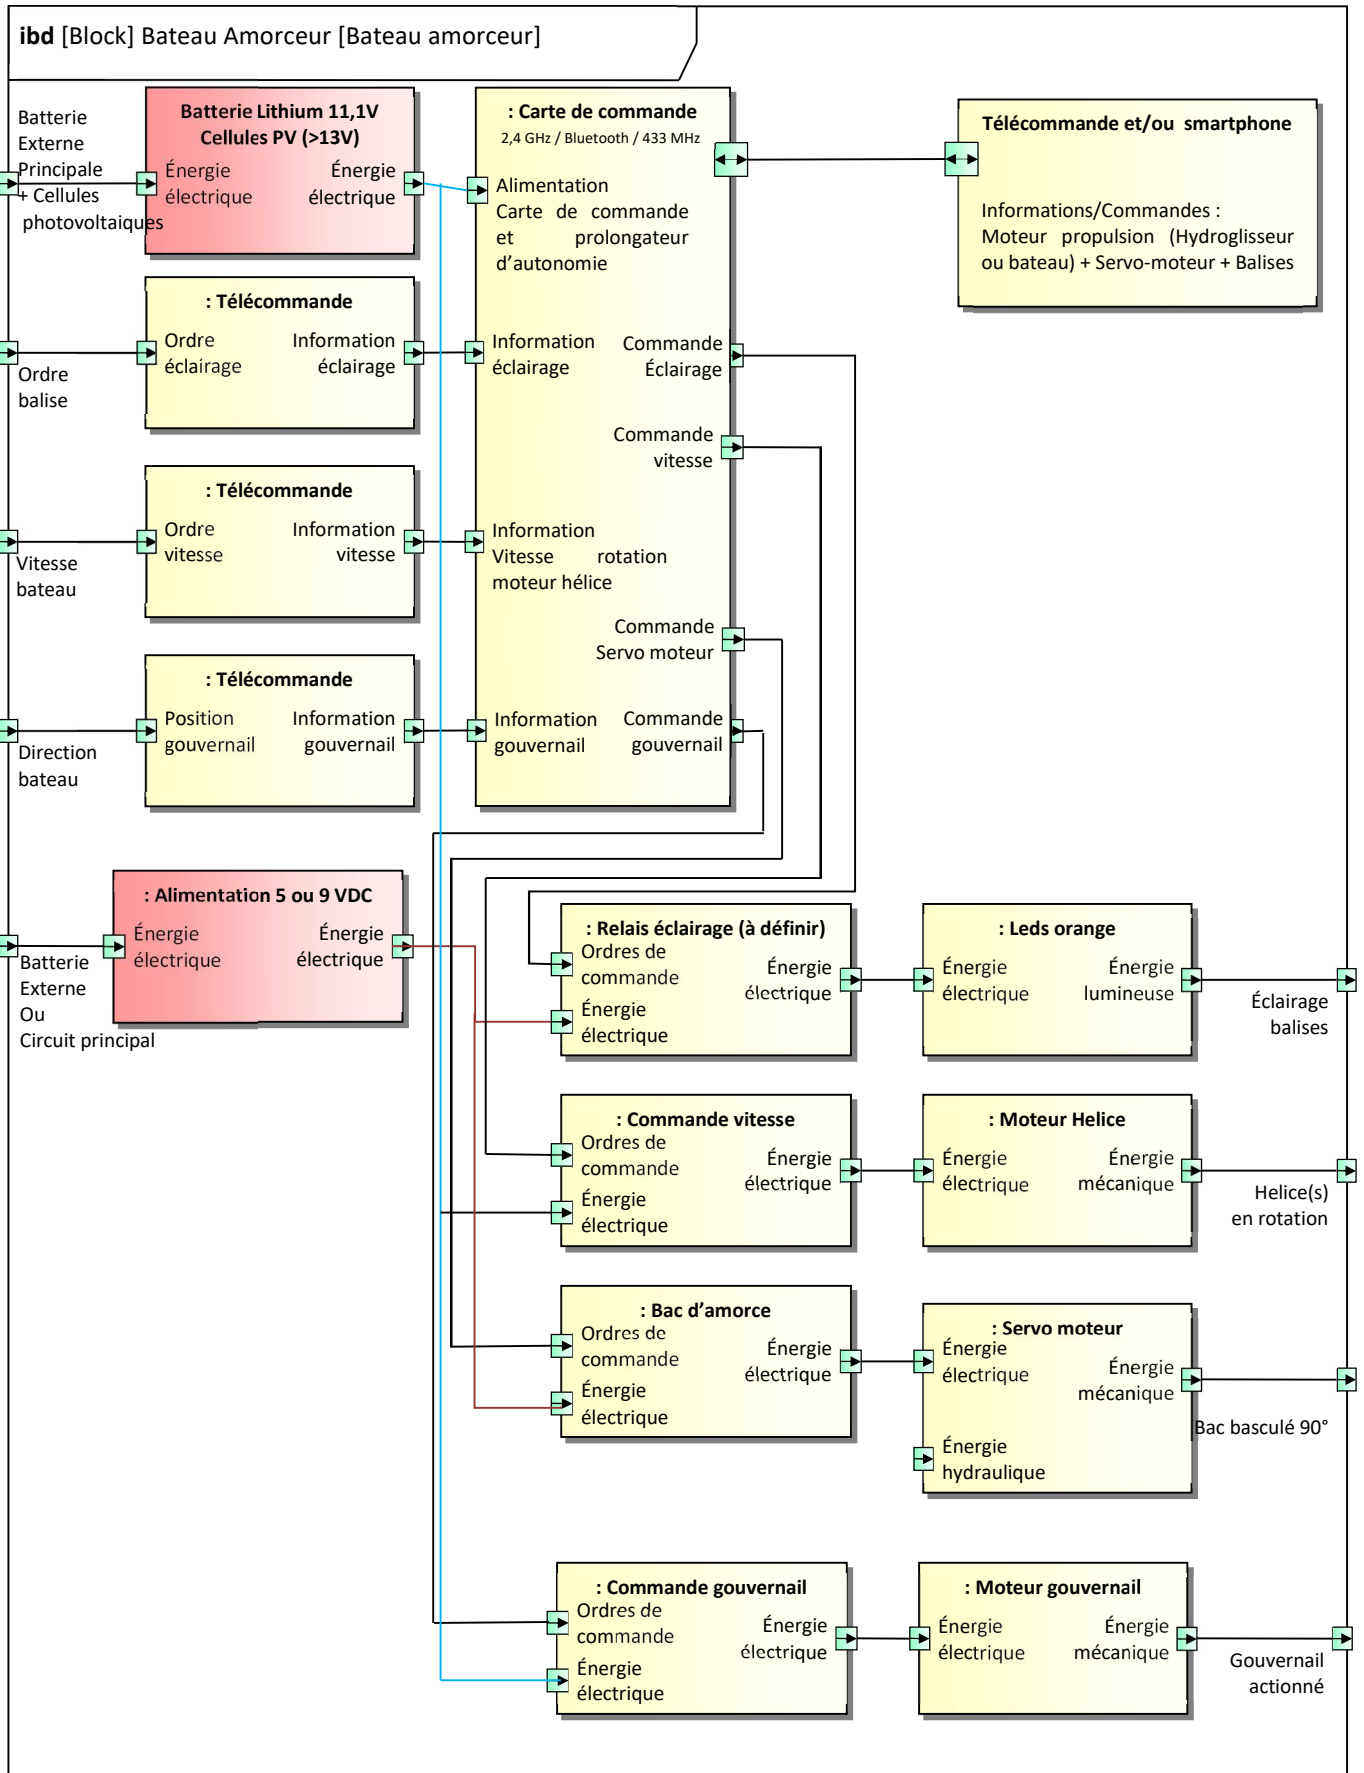 ibd [Block] Bateau Amorceur [Bateau amorceur]
Batterie
Externe
Principale
+ Cellules
photovoltaiques
Batterie Lithium 11,1V
Cellules PV (>13V)
Énergie
électrique
Énergie
électrique
: Carte de commande
2,4 GHz / Bluetooth / 433 MHz
Alimentation
Carte de commande
et prolongateur
d'autonomie
Télécommande et/ou smartphone
Informations/Commandes :
Moteur propulsion (Hydroglisseur
ou bateau) + Servo-moteur + Balises
: Télécommande
Ordre
éclairage
Information
éclairage
Ordre
balise
Information
éclairage
Commande
Éclairage
Commande
vitesse
: Télécommande
Ordre
vitesse
Information
vitesse
Vitesse
bateau
Information
Vitesse rotation
moteur hélice
Commande
Servo moteur
: Télécommande
Position
gouvernail
Information
gouvernail
Direction
bateau
Information
gouvernail
Commande
gouvernail
: Alimentation 5 ou 9 VDC
Énergie
électrique
Énergie
électrique
Batterie
Externe
Ou
Circuit principal
: Relais éclairage (à définir)
Ordres de
commande
Énergie
électrique
Énergie
électrique
: Leds orange
Énergie
électrique
Énergie
lumineuse
Éclairage
balises
: Commande vitesse
Ordres de
commande
Énergie
électrique
Énergie
électrique
: Moteur Helice
Énergie
électrique
Énergie
mécanique
Helice(s)
en rotation
: Bac d’amorce
Ordres de
commande
Énergie
électrique
Énergie
électrique
: Servo moteur
Énergie
électrique
Énergie
mécanique
Énergie
hydraulique
Bac basculé 90°
: Commande gouvernail
Ordres de
commande
Énergie
électrique
Énergie
électrique
: Moteur gouvernail
Énergie
électrique
Énergie
mécanique
Gouvernail
actionné